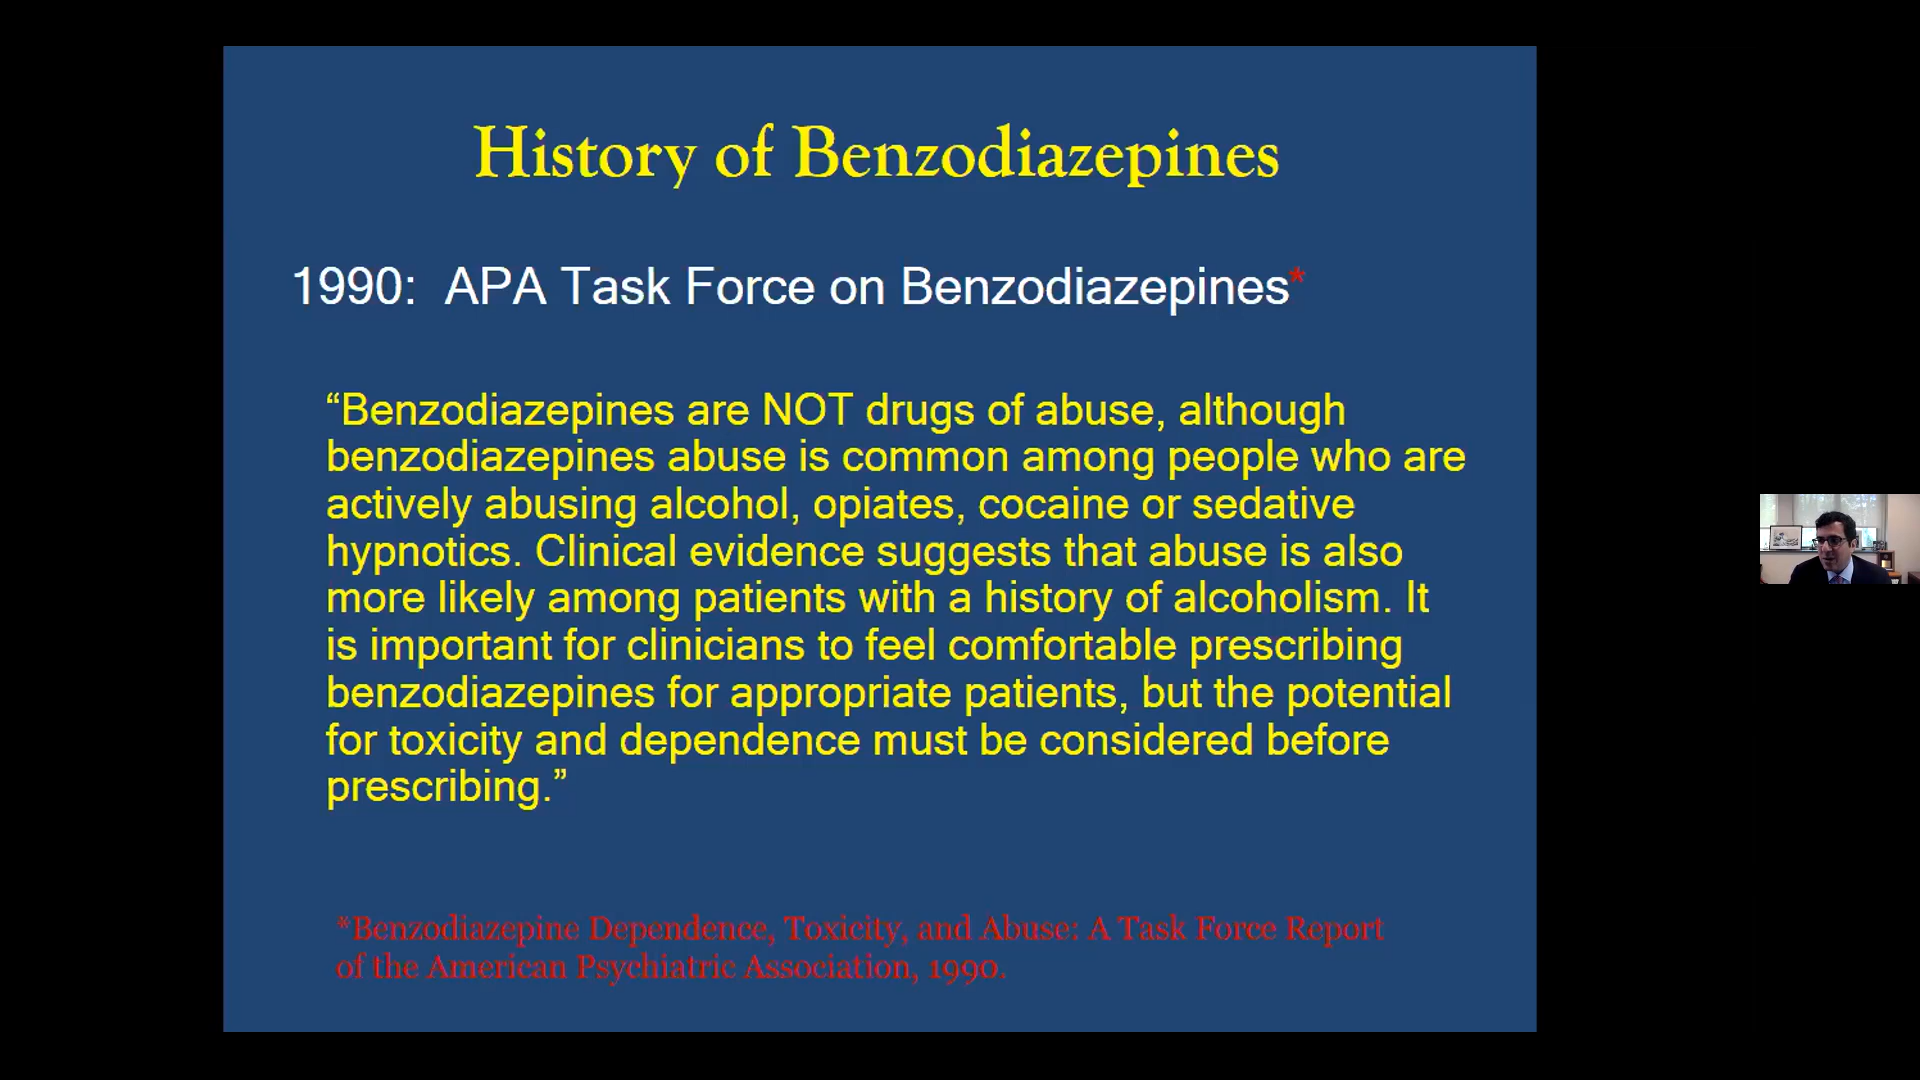 History of Benzodiazepines
1990: APA Task Force on Benzodiazepines*
“Benzodiazepines are NOT drugs of abuse, although
benzodiazepines abuse is common among people who are
actively abusing alcohol, opiates, cocaine or sedative
hypnotics. Clinical evidence suggests that abuse is also
more likely among patients with a history of alcoholism. It
is important for clinicians to feel comfortable prescribing
benzodiazepines for appropriate patients, but the potential
for toxicity and dependence must be considered before
prescribing.”
*Benzodiazepine Dependence, Toxicity, and Abuse: A Task Force Report
of the American Psychiatric Association, 1990.